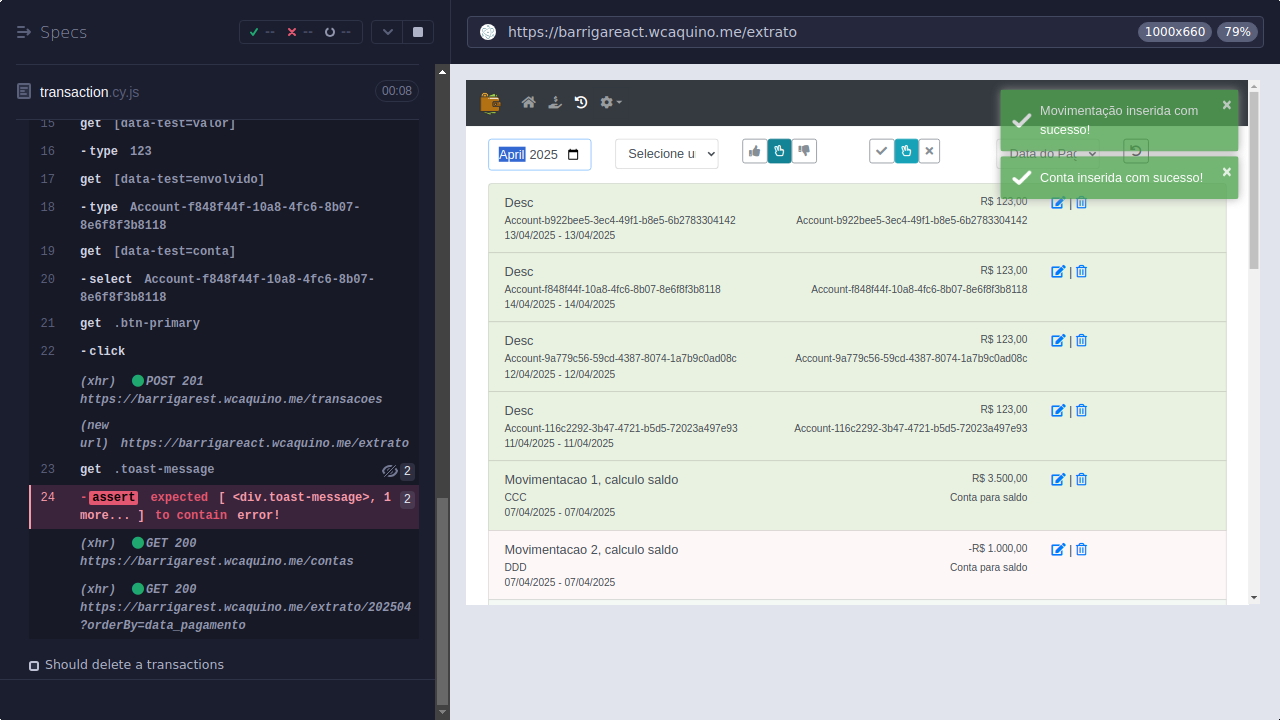 Specs
--
--
--
https://barrigareact.wcaquino.me/extrato
1000x660
79%
transaction.cy.js
00:08
15 get [data-test=valor]
16 -type 123
17 get [data-test=envolvido]
18 -type Account-f848f44f-10a8-4fc6-8b07-
8e6f8f3b8118
19 get [data-test=conta]
20 -select Account-f848f44f-10a8-4fc6-8b07-
8e6f8f3b8118
21 get .btn-primary
22 -click
(xhr) POST 201
https://barrigarest.wcaquino.me/transacoes
(new
url) https://barrigareact.wcaquino.me/extrato
23 get .toast-message 2
24 -assert expected [ <div.toast-message>, 1 2
more... ] to contain error!
(xhr) GET 200
https://barrigarest.wcaquino.me/contas
(xhr) GET 200
https://barrigarest.wcaquino.me/extrato/202504
?orderBy=data_pagamento
Should delete a transactions
Movimentação inserida com
sucesso!
×
Conta inserida com sucesso!
×
April 2025
Selecione u
Data do Pag
Desc
R$ 123,00
Account-b922bee5-3ec4-49f1-b8e5-6b2783304142
Account-b922bee5-3ec4-49f1-b8e5-6b2783304142
|
13/04/2025 - 13/04/2025
Desc
R$ 123,00
Account-f848f44f-10a8-4fc6-8b07-8e6f8f3b8118
Account-f848f44f-10a8-4fc6-8b07-8e6f8f3b8118
|
14/04/2025 - 14/04/2025
Desc
R$ 123,00
Account-9a779c56-59cd-4387-8074-1a7b9c0ad08c
Account-9a779c56-59cd-4387-8074-1a7b9c0ad08c
|
12/04/2025 - 12/04/2025
Desc
R$ 123,00
Account-116c2292-3b47-4721-b5d5-72023a497e93
Account-116c2292-3b47-4721-b5d5-72023a497e93
|
11/04/2025 - 11/04/2025
Movimentacao 1, calculo saldo
R$ 3.500,00
CCC
Conta para saldo
|
07/04/2025 - 07/04/2025
Movimentacao 2, calculo saldo
-R$ 1.000,00
DDD
Conta para saldo
|
07/04/2025 - 07/04/2025